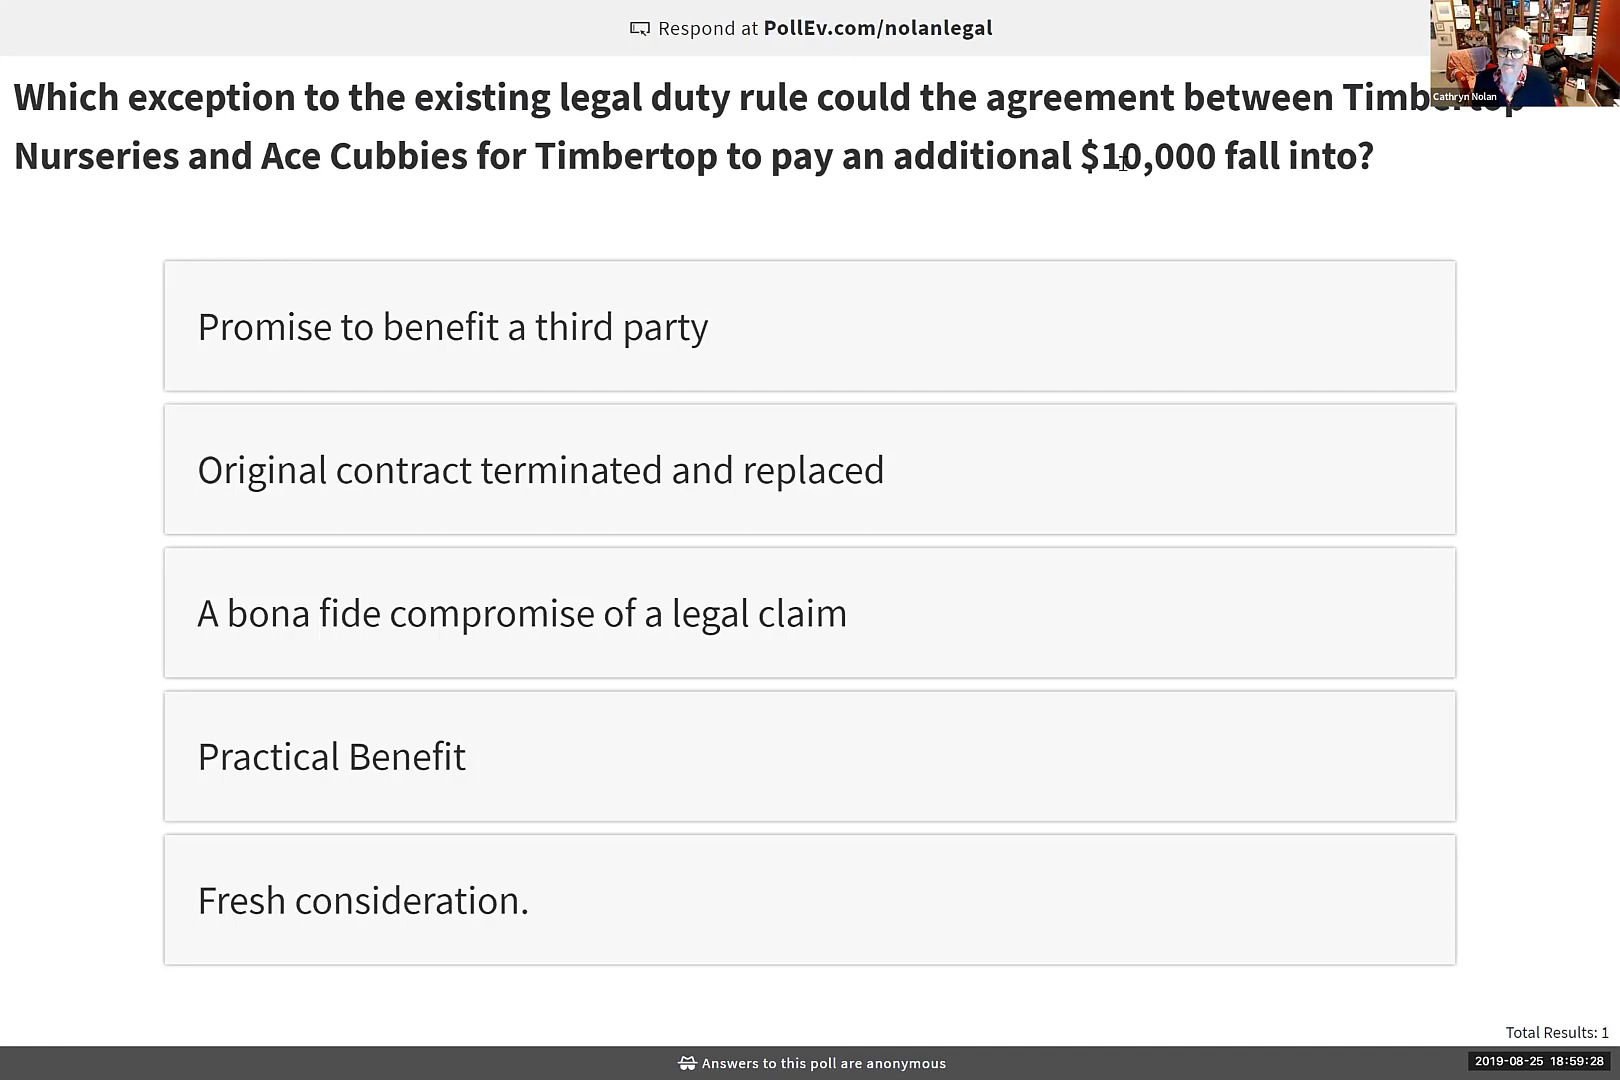 Respond at PollEv.com/nolanlegal
Cathryn Nolan
Which exception to the existing legal duty rule could the agreement between Timbertop
Nurseries and Ace Cubbies for Timbertop to pay an additional $10,000 fall into?
Promise to benefit a third party
Original contract terminated and replaced
A bona fide compromise of a legal claim
Practical Benefit
Fresh consideration.
Total Results: 1
Answers to this poll are anonymous
2019-08-25 18:59:28